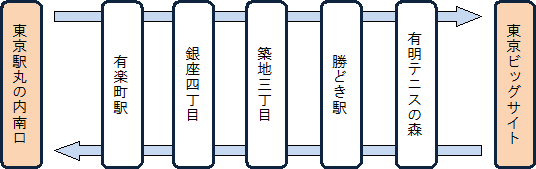 東京駅丸の内南口
有楽町駅
銀座四丁目
築地三丁目
勝どき駅
有明テニスの森
東京ビッグサイト